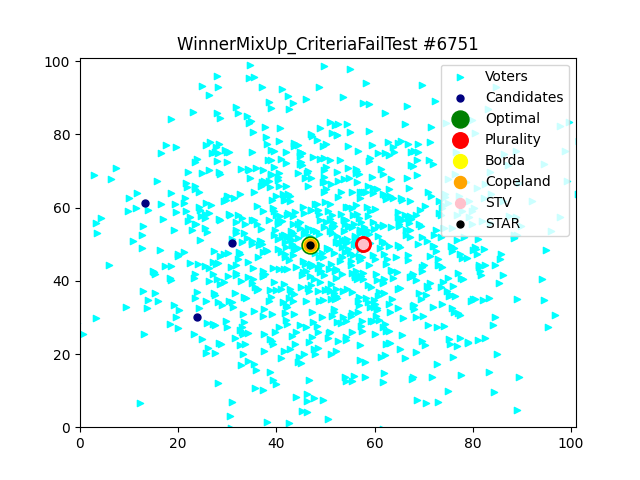 WinnerMixUp_CriteriaFailTest #6751
100
80
60
40
20
0
0 20 40 60 80 100
Voters
Candidates
Optimal
Plurality
Borda
Copeland
STV
STAR